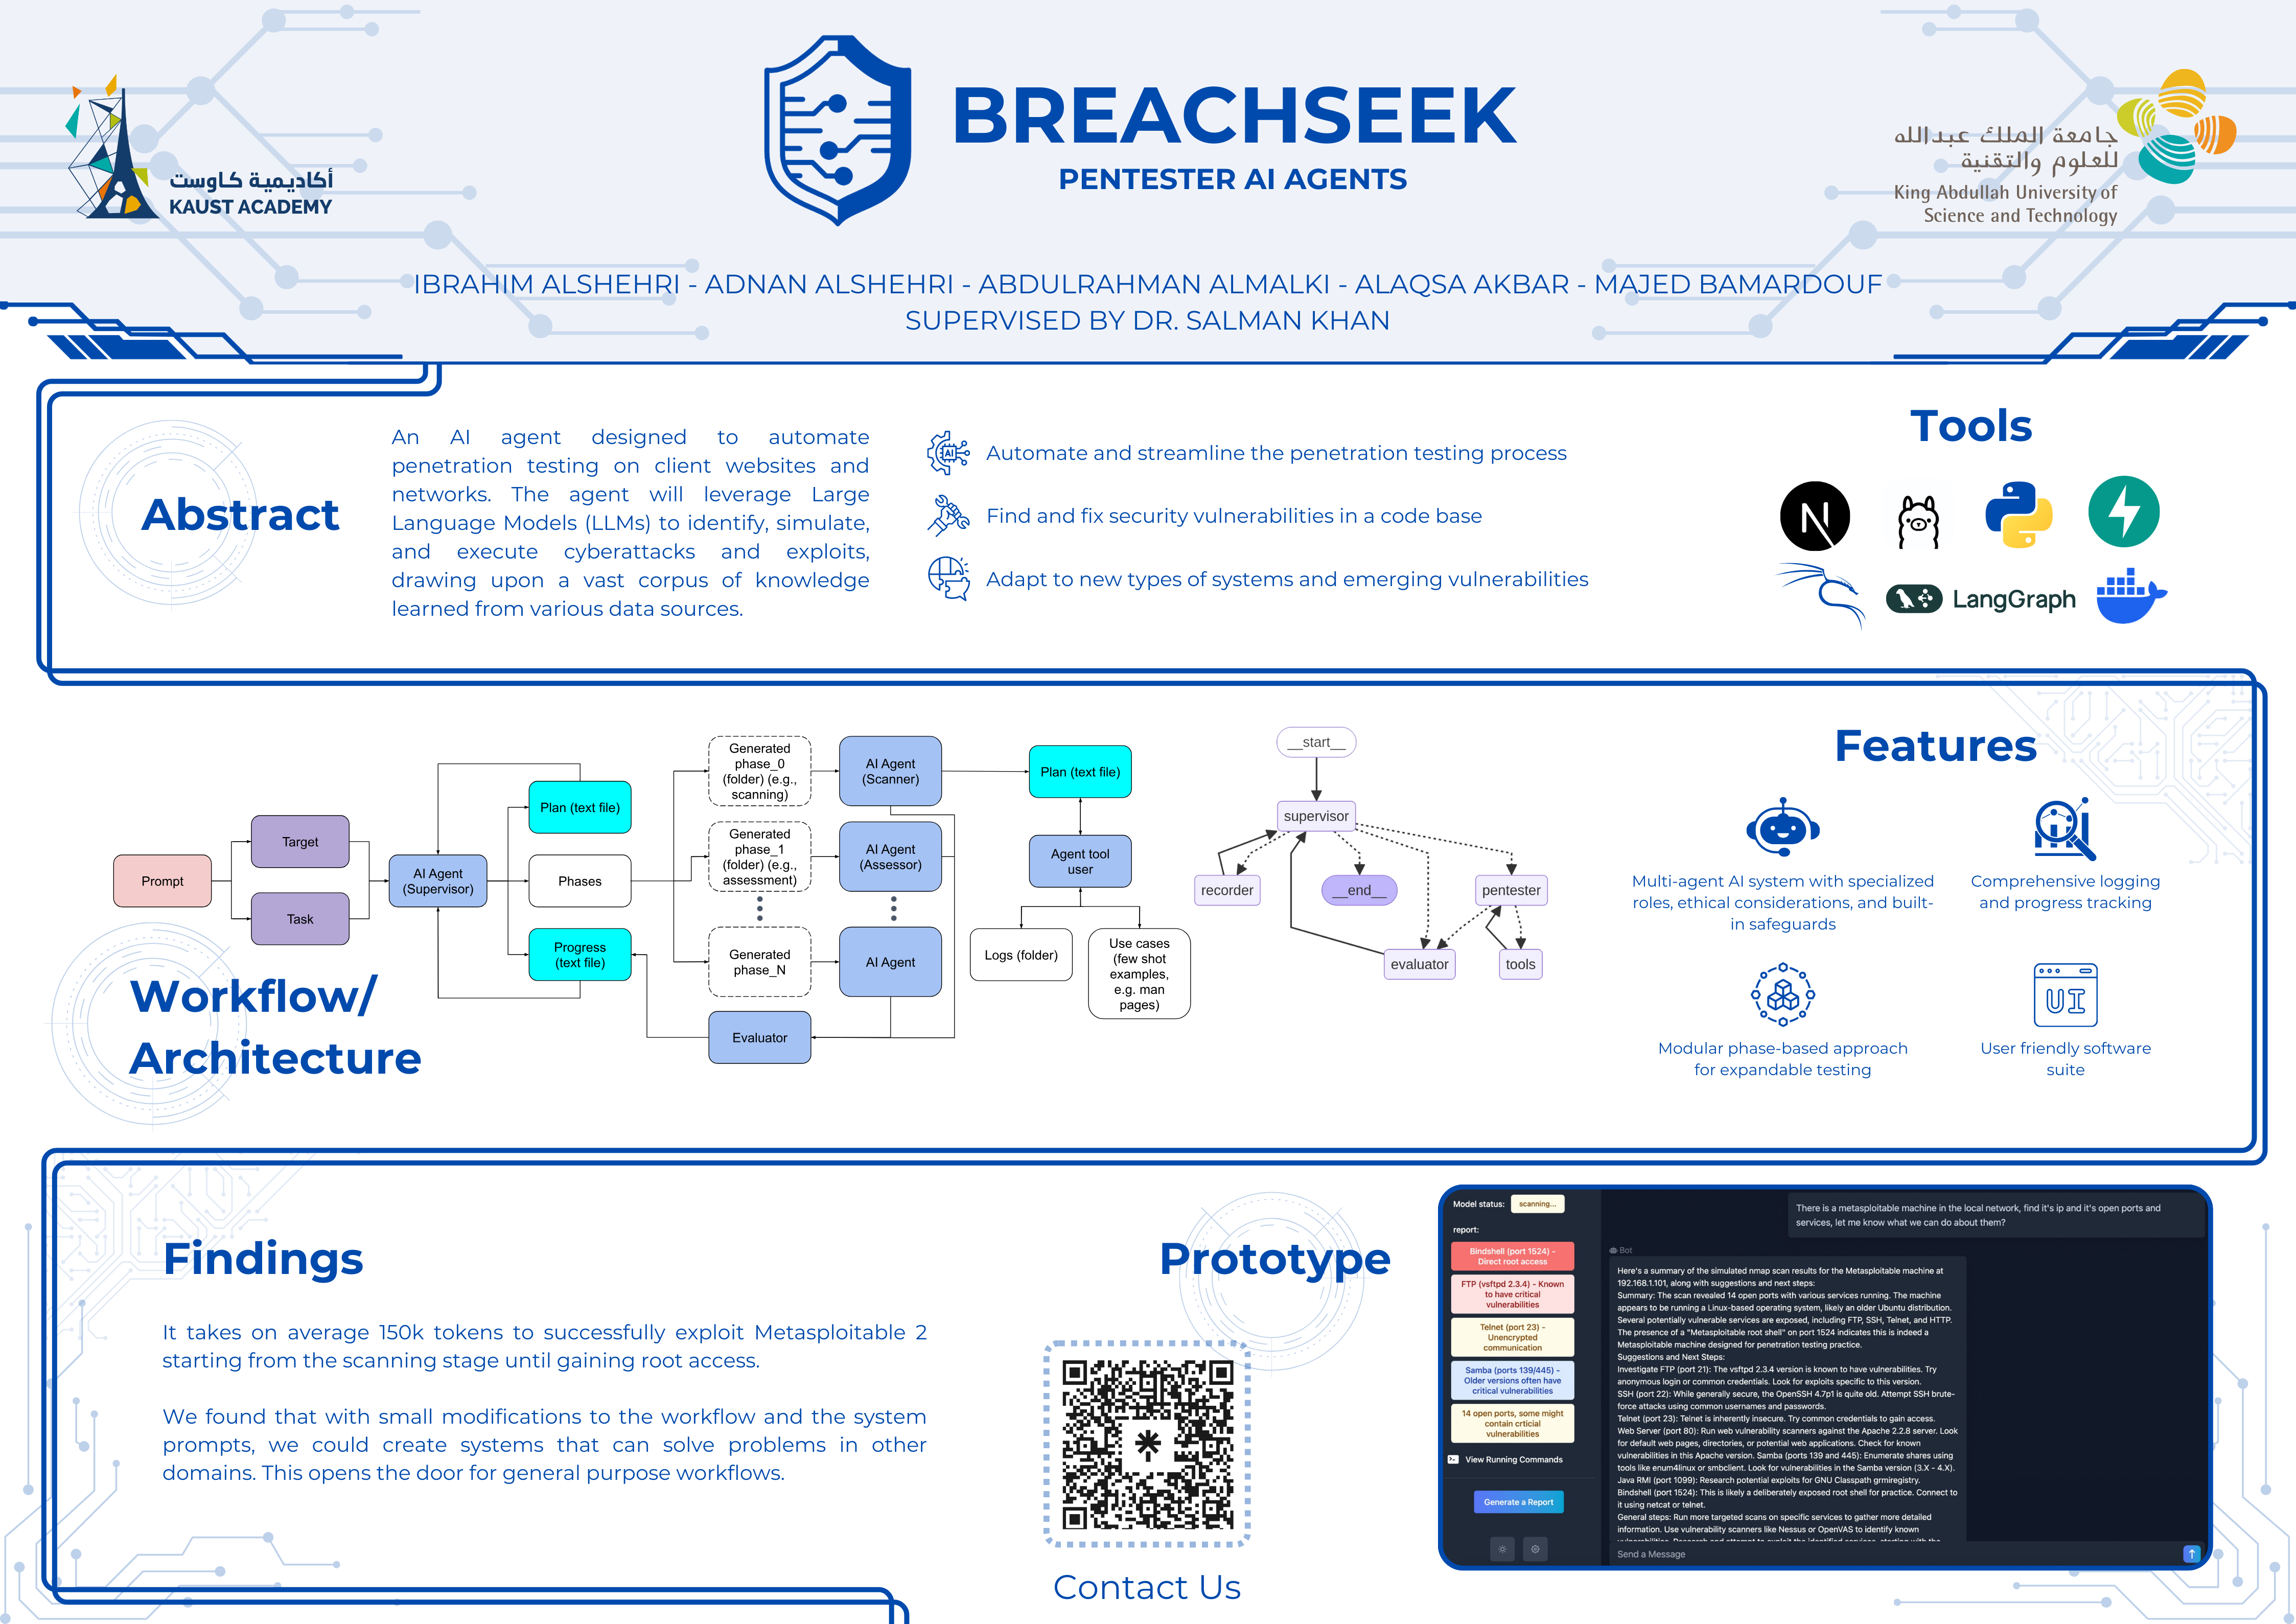 BREACHSEEK
PENTESTER AI AGENTS
أكاديمية كاوست
KAUST ACADEMY
جامعة الملك عبدالله
للعلوم والتقنية
King Abdullah University of
Science and Technology
IBRAHIM ALSHEHRI - ADNAN ALSHEHRI - ABDULRAHMAN ALMALKI - ALAQSA AKBAR - MAJED BAMARDOUF
SUPERVISED BY DR. SALMAN KHAN
Abstract
An AI agent designed to automate
penetration testing on client websites and
networks. The agent will leverage Large
Language Models (LLMs) to identify, simulate,
and execute cyberattacks and exploits,
drawing upon a vast corpus of knowledge
learned from various data sources.
AI
Automate and streamline the penetration testing process
Find and fix security vulnerabilities in a code base
Adapt to new types of systems and emerging vulnerabilities
Tools
N
LangGraph
Workflow/
Architecture
Prompt
Target
Task
AI Agent
(Supervisor)
Plan (text file)
Phases
Progress
(text file)
Generated
phase_0
(folder) (e.g.,
scanning)
Generated
phase_1
(folder) (e.g.,
assessment)
Generated
phase_N
AI Agent
(Scanner)
AI Agent
(Assessor)
AI Agent
Evaluator
Plan (text file)
Agent tool
user
Logs (folder)
Use cases
(few shot
examples,
e.g. man
pages)
__start__
supervisor
recorder
__end__
pentester
evaluator
tools
Features
Multi-agent AI system with specialized
roles, ethical considerations, and built-
in safeguards
Comprehensive logging
and progress tracking
Modular phase-based approach
for expandable testing
UI
User friendly software
suite
Findings
It takes on average 150k tokens to successfully exploit Metasploitable 2
starting from the scanning stage until gaining root access.
We found that with small modifications to the workflow and the system
prompts, we could create systems that can solve problems in other
domains. This opens the door for general purpose workflows.
Prototype
Contact Us
Model status: scanning...
report:
Bindshell (port 1524) -
Direct root access
FTP (vsftpd 2.3.4) - Known
to have critical
vulnerabilities
Telnet (port 23) -
Unencrypted
communication
Samba (ports 139/445) -
Older versions often have
critical vulnerabilities
14 open ports, some might
contain crticial
vulnerabilities
View Running Commands
Generate a Report
There is a metasploitable machine in the local network, find it's ip and it's open ports and
services, let me know what we can do about them?
Bot
Here's a summary of the simulated nmap scan results for the Metasploitable machine at
192.168.1.101, along with suggestions and next steps:
Summary: The scan revealed 14 open ports with various services running. The machine
appears to be running a Linux-based operating system, likely an older Ubuntu distribution.
Several potentially vulnerable services are exposed, including FTP, SSH, Telnet, and HTTP.
The presence of a "Metasploitable root shell" on port 1524 indicates this is indeed a
Metasploitable machine designed for penetration testing practice.
Suggestions and Next Steps:
Investigate FTP (port 21): The vsftpd 2.3.4 version is known to have vulnerabilities. Try
anonymous login or common credentials. Look for exploits specific to this version.
SSH (port 22): While generally secure, the OpenSSH 4.7p1 is quite old. Attempt SSH brute-
force attacks using common usernames and passwords.
Telnet (port 23): Telnet is inherently insecure. Try common credentials to gain access.
Web Server (port 80): Run web vulnerability scanners against the Apache 2.2.8 server. Look
for default web pages, directories, or potential web applications. Check for known
vulnerabilities in this Apache version. Samba (ports 139 and 445): Enumerate shares using
tools like enum4linux or smbclient. Look for vulnerabilities in the Samba version (3.X - 4.X).
Java RMI (port 1099): Research potential exploits for GNU Classpath grmiregistry.
Bindshell (port 1524): This is likely a deliberately exposed root shell for practice. Connect to
it using netcat or telnet.
General steps: Run more targeted scans on specific services to gather more detailed
information. Use vulnerability scanners like Nessus or OpenVAS to identify known
Send a Message